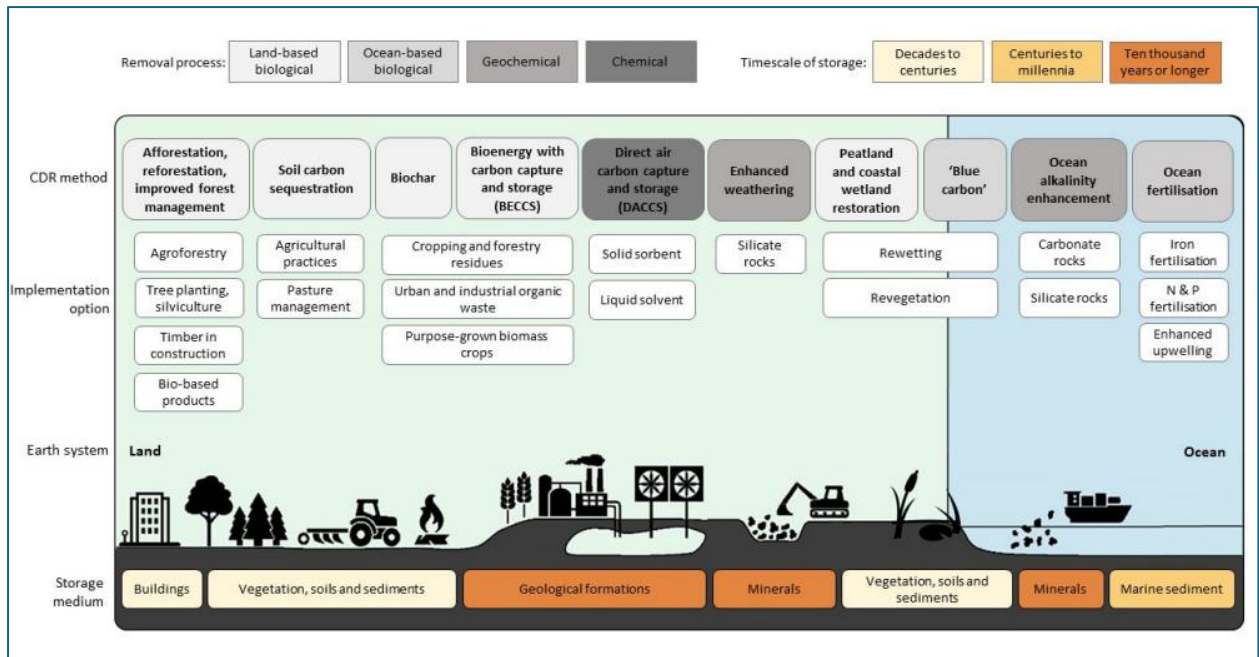 Removal process:
Land-based
biological
Ocean-based
biological
Geochemical
Chemical
Timescale of storage:
Decades to
centuries
Centuries to
millennia
Ten thousand
years or longer
CDR method
Afforestation,
reforestation,
improved forest
management
Soil carbon
sequestration
Biochar
Bioenergy with
carbon capture
and storage
(BECCS)
Direct air
carbon capture
and storage
(DACCS)
Enhanced
weathering
Peatland
and coastal
wetland
restoration
‘Blue
carbon’
Ocean
alkalinity
enhancement
Ocean
fertilisation
Implementation
option
Agroforestry
Tree planting,
silviculture
Timber in
construction
Bio-based
products
Agricultural
practices
Pasture
management
Cropping and forestry
residues
Urban and industrial organic
waste
Purpose-grown biomass
crops
Solid sorbent
Liquid solvent
Silicate
rocks
Rewetting
Revegetation
Carbonate
rocks
Silicate rocks
Iron
fertilisation
N & P
fertilisation
Enhanced
upwelling
Earth system
Land
Ocean
Storage
medium
Buildings
Vegetation, soils and sediments
Geological formations
Minerals
Vegetation, soils and
sediments
Minerals
Marine sediment